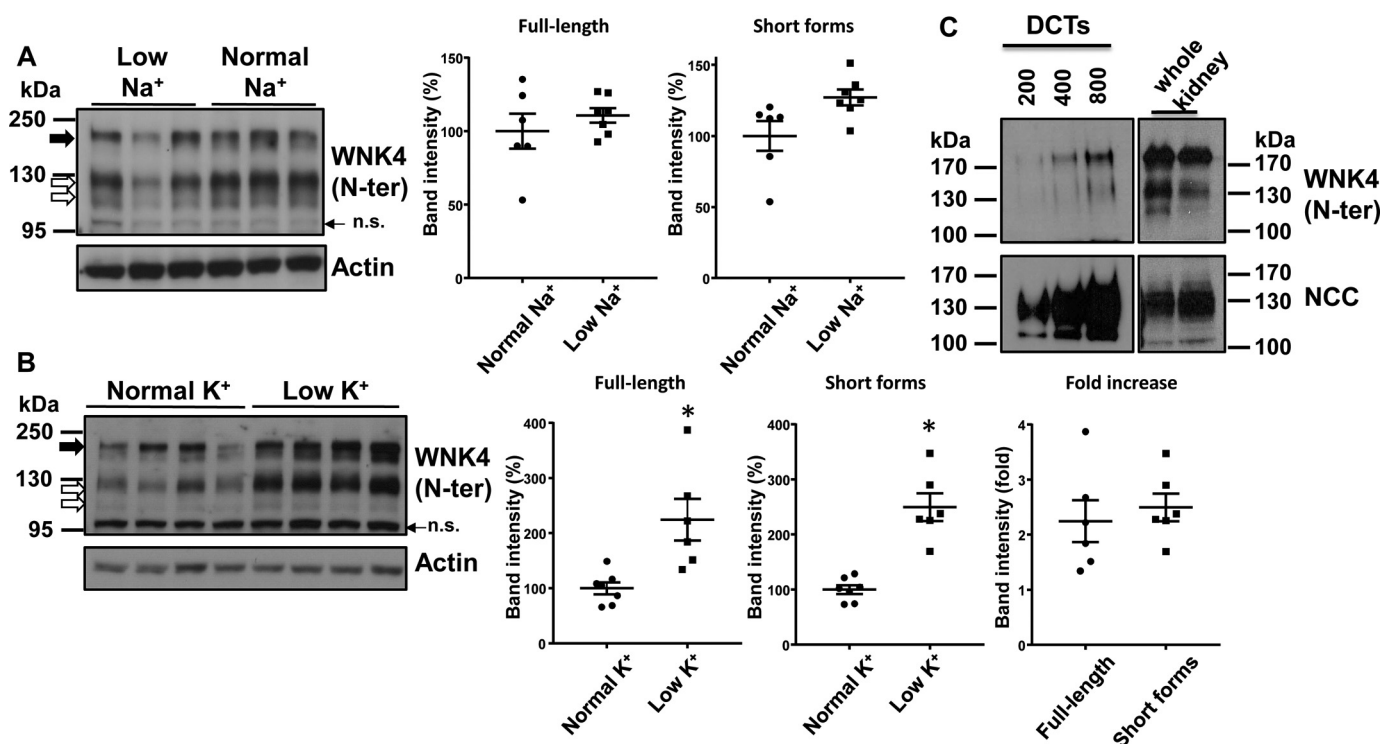 A
Low
Na⁺
Normal
Na⁺
kDa
250
130
95
WNK4
(N-ter)
n.s.
Actin
Full-length
Band intensity (%)
150
100
50
0
Normal Na⁺
Low Na⁺
Short forms
Band intensity (%)
150
100
50
0
Normal Na⁺
Low Na⁺
C
DCTs
200
400
800
whole
kidney
kDa
170
130
100
kDa
170
130
100
WNK4
(N-ter)
170
130
100
170
130
100
NCC
B
Normal K⁺
Low K⁺
kDa
250
130
95
WNK4
(N-ter)
n.s.
Actin
Full-length
Band intensity (%)
400
300
200
100
0
*
Normal K⁺
Low K⁺
Short forms
Band intensity (%)
400
300
200
100
0
*
Normal K⁺
Low K⁺
Fold increase
Band intensity (fold)
4
3
2
1
0
Full-length
Short forms